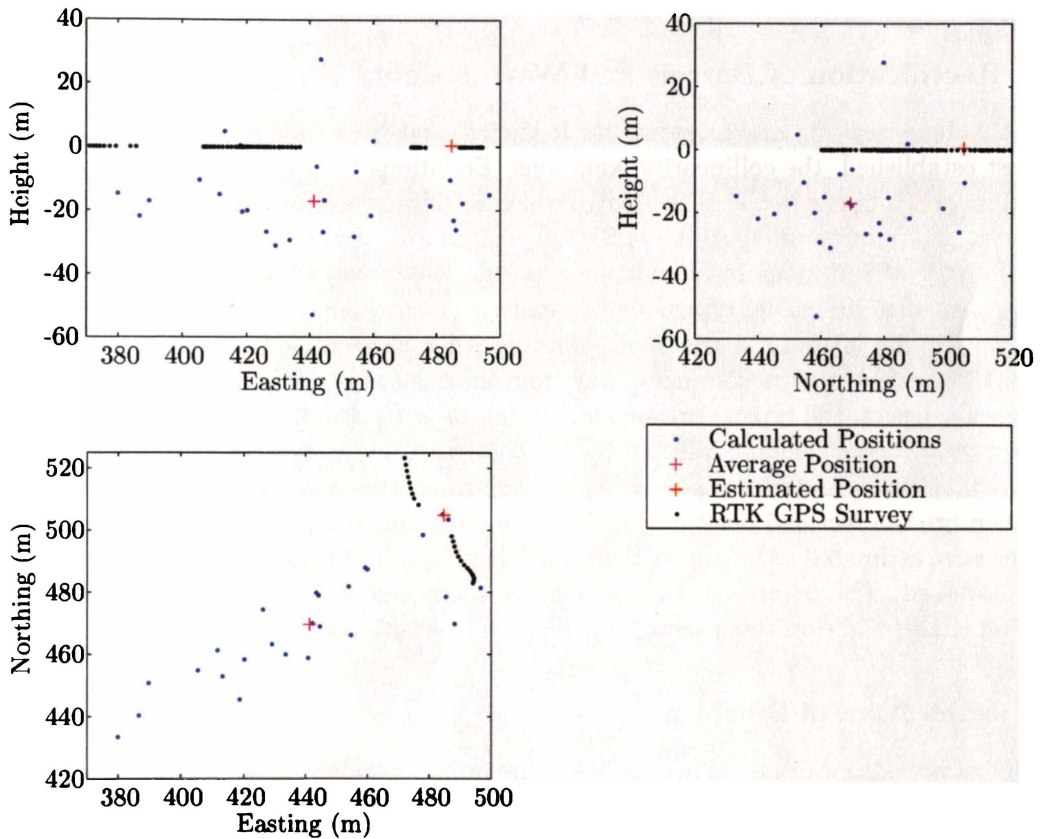 40
20
0
-20
-40
-60
Height (m)
380 400 420 440 460 480 500
Easting (m)
40
20
0
-20
-40
-60
Height (m)
420 440 460 480 500 520
Northing (m)
Calculated Positions
Average Position
Estimated Position
RTK GPS Survey
520
500
480
460
440
420
Northing (m)
380 400 420 440 460 480 500
Easting (m)